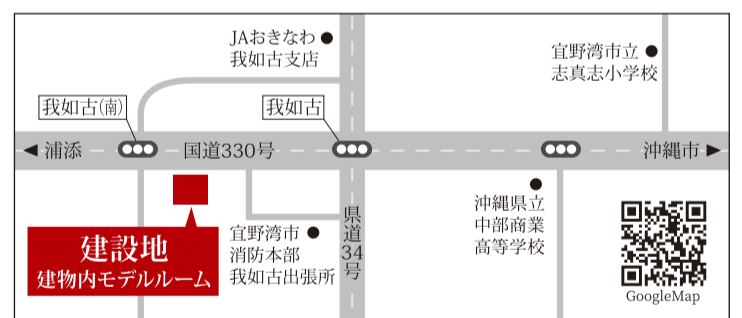 JAおきなわ
我如古支店
宜野湾市立
志真志小学校
我如古(南)
我如古
浦添
国道330号
沖縄市
建設地
建物内モデルルーム
宜野湾市
消防本部
我如古出張所
県道34号
沖縄県立
中部商業
高等学校
GoogleMap